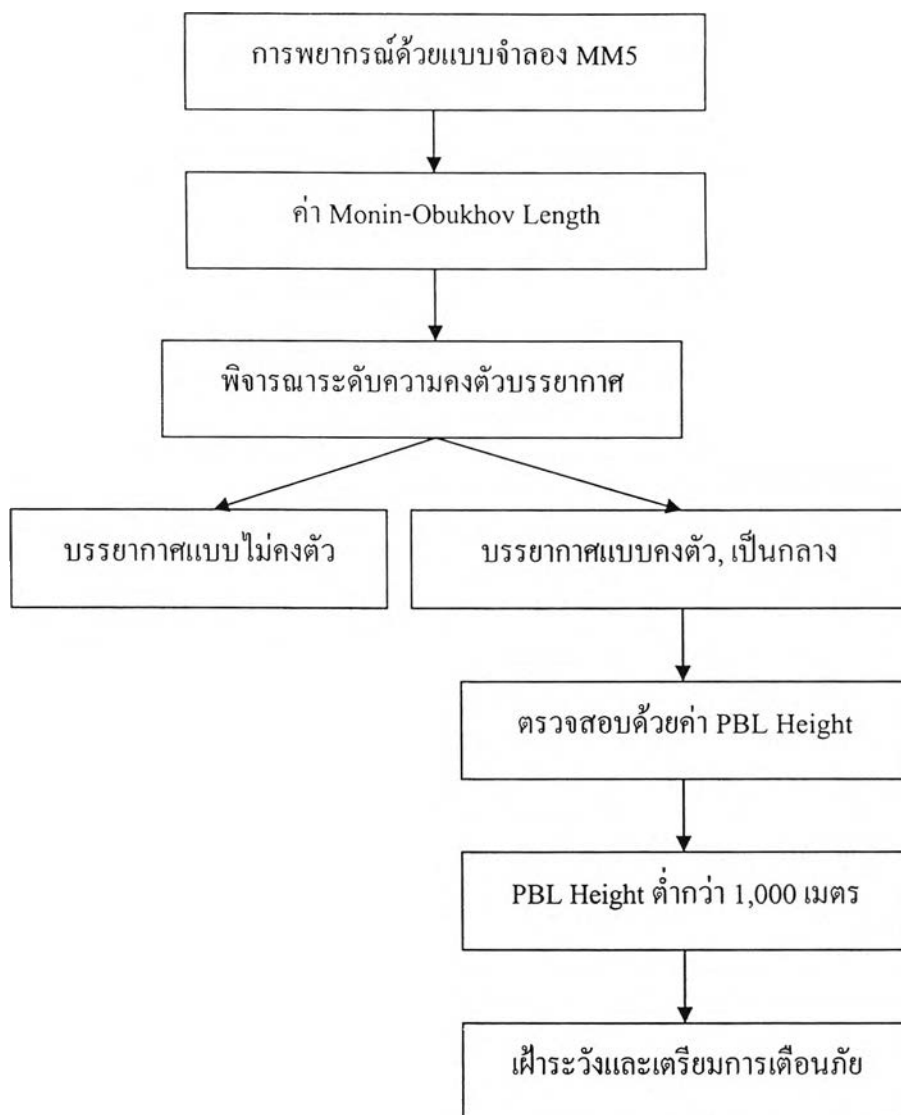 การพยากรณ์ด้วยแบบจำลอง MM5
ค่า Monin-Obukhov Length
พิจารณาระดับความคงตัวบรรยากาศ
บรรยากาศแบบไม่คงตัว
บรรยากาศแบบคงตัว, เป็นกลาง
ตรวจสอบด้วยค่า PBL Height
PBL Height ต่ำกว่า 1,000 เมตร
เฝ้าระวังและเตรียมการเตือนภัย